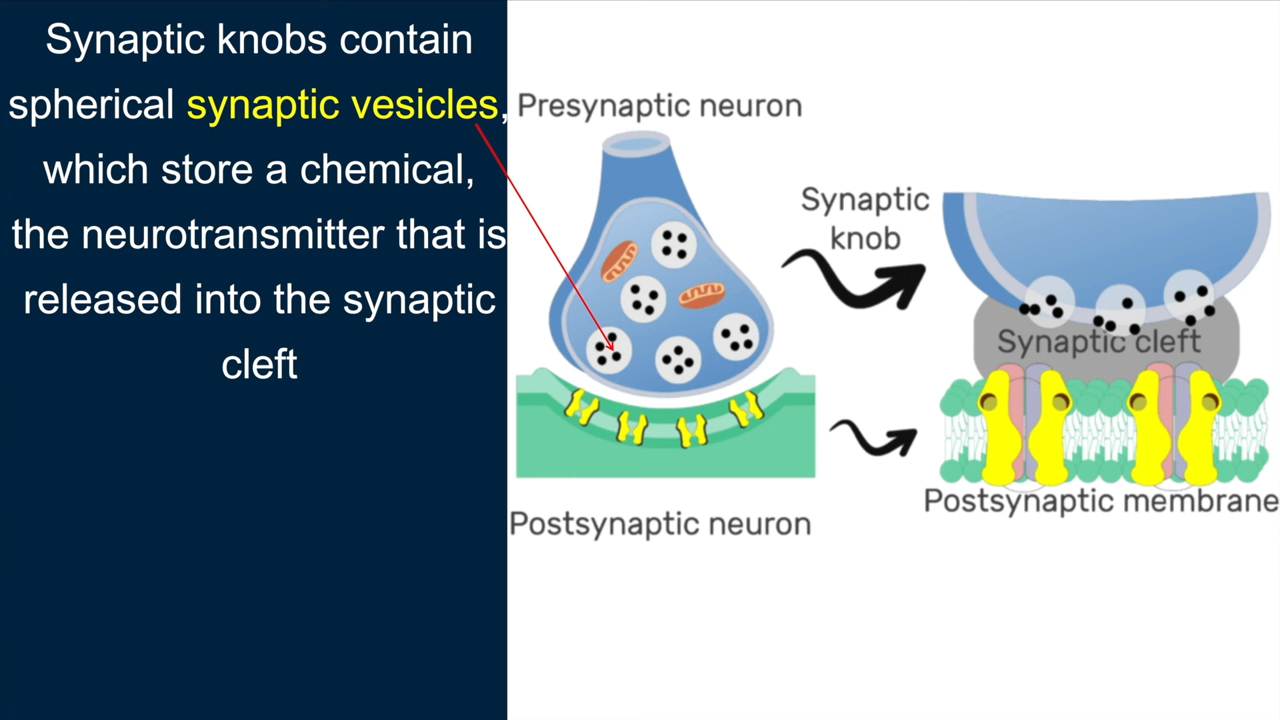 Synaptic knobs contain
spherical synaptic vesicles,
which store a chemical,
the neurotransmitter that is
released into the synaptic
cleft
Presynaptic neuron
Synaptic
knob
Synaptic cleft
Postsynaptic membrane
Postsynaptic neuron